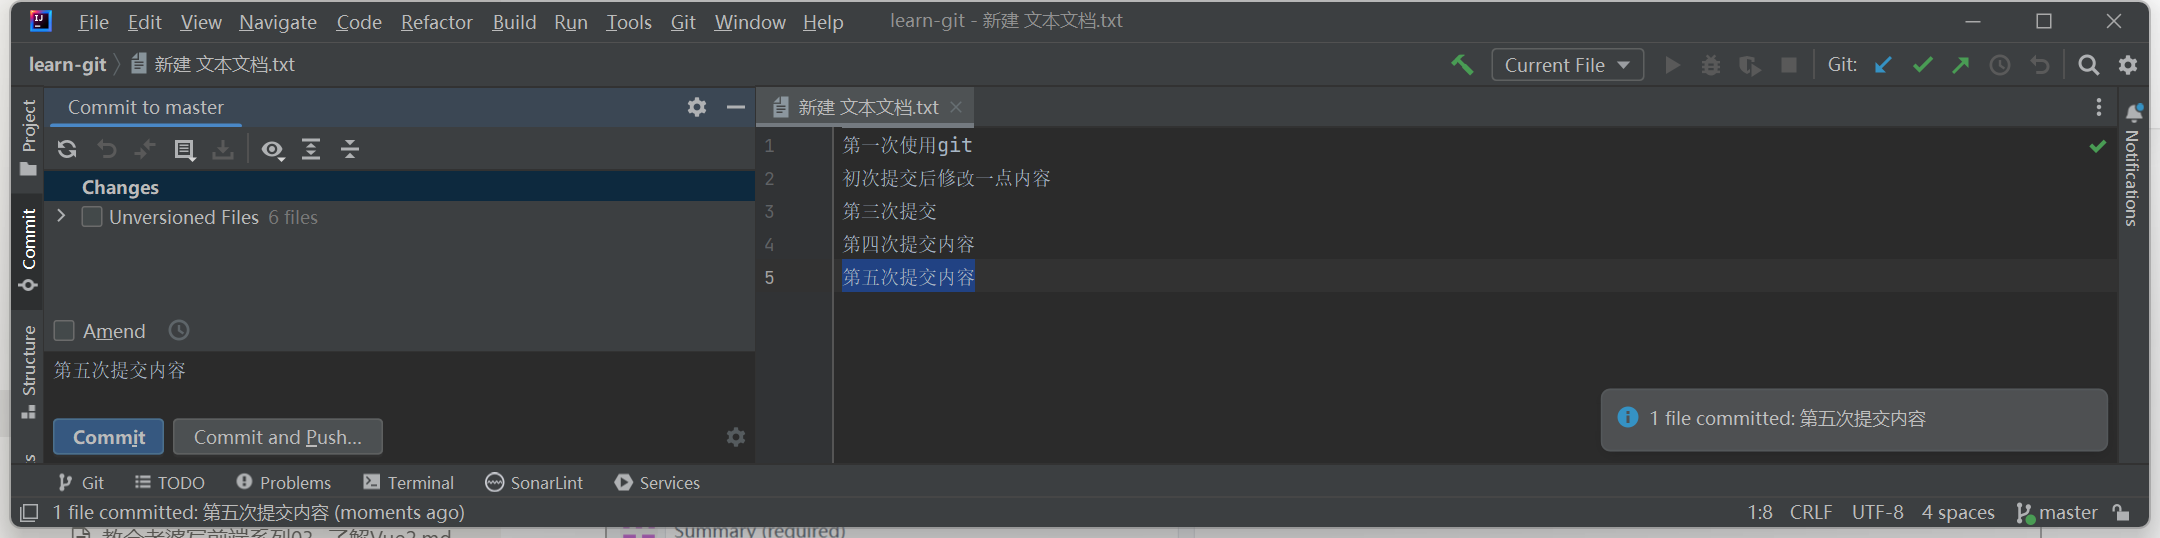 File Edit View Navigate Code Refactor Build Run Tools Git Window Help learn-git - 新建 文本文档.txt
learn-git 新建 文本文档.txt Current File Git:
Project
Commit
Structure
Commit to master
Changes
Unversioned Files 6 files
Amend
第五次提交内容
Commit Commit and Push...
新建 文本文档.txt
1 第一次使用git
2 初次提交后修改一点内容
3 第三次提交
4 第四次提交内容
5 第五次提交内容
Notifications
1 file committed: 第五次提交内容
Git TODO Problems Terminal SonarLint Services
1 file committed: 第五次提交内容 (moments ago) 1:8 CRLF UTF-8 4 spaces master
Summary (required)